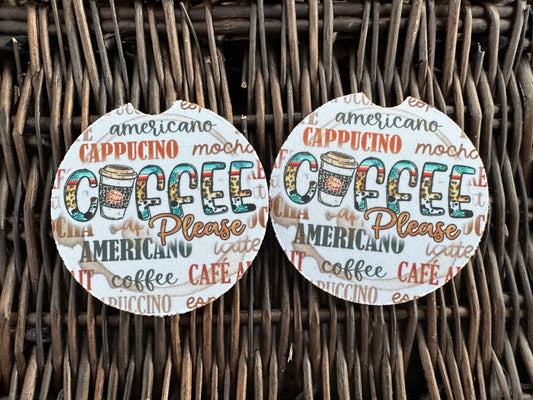 americano
CAPPUCINO mocha
COFFEE
Please
AMERICANO
latte
coffee CAFÉ A
americano
CAPPUCINO mocha
COFFEE
Please
AMERICANO
latte
coffee CAFÉ A